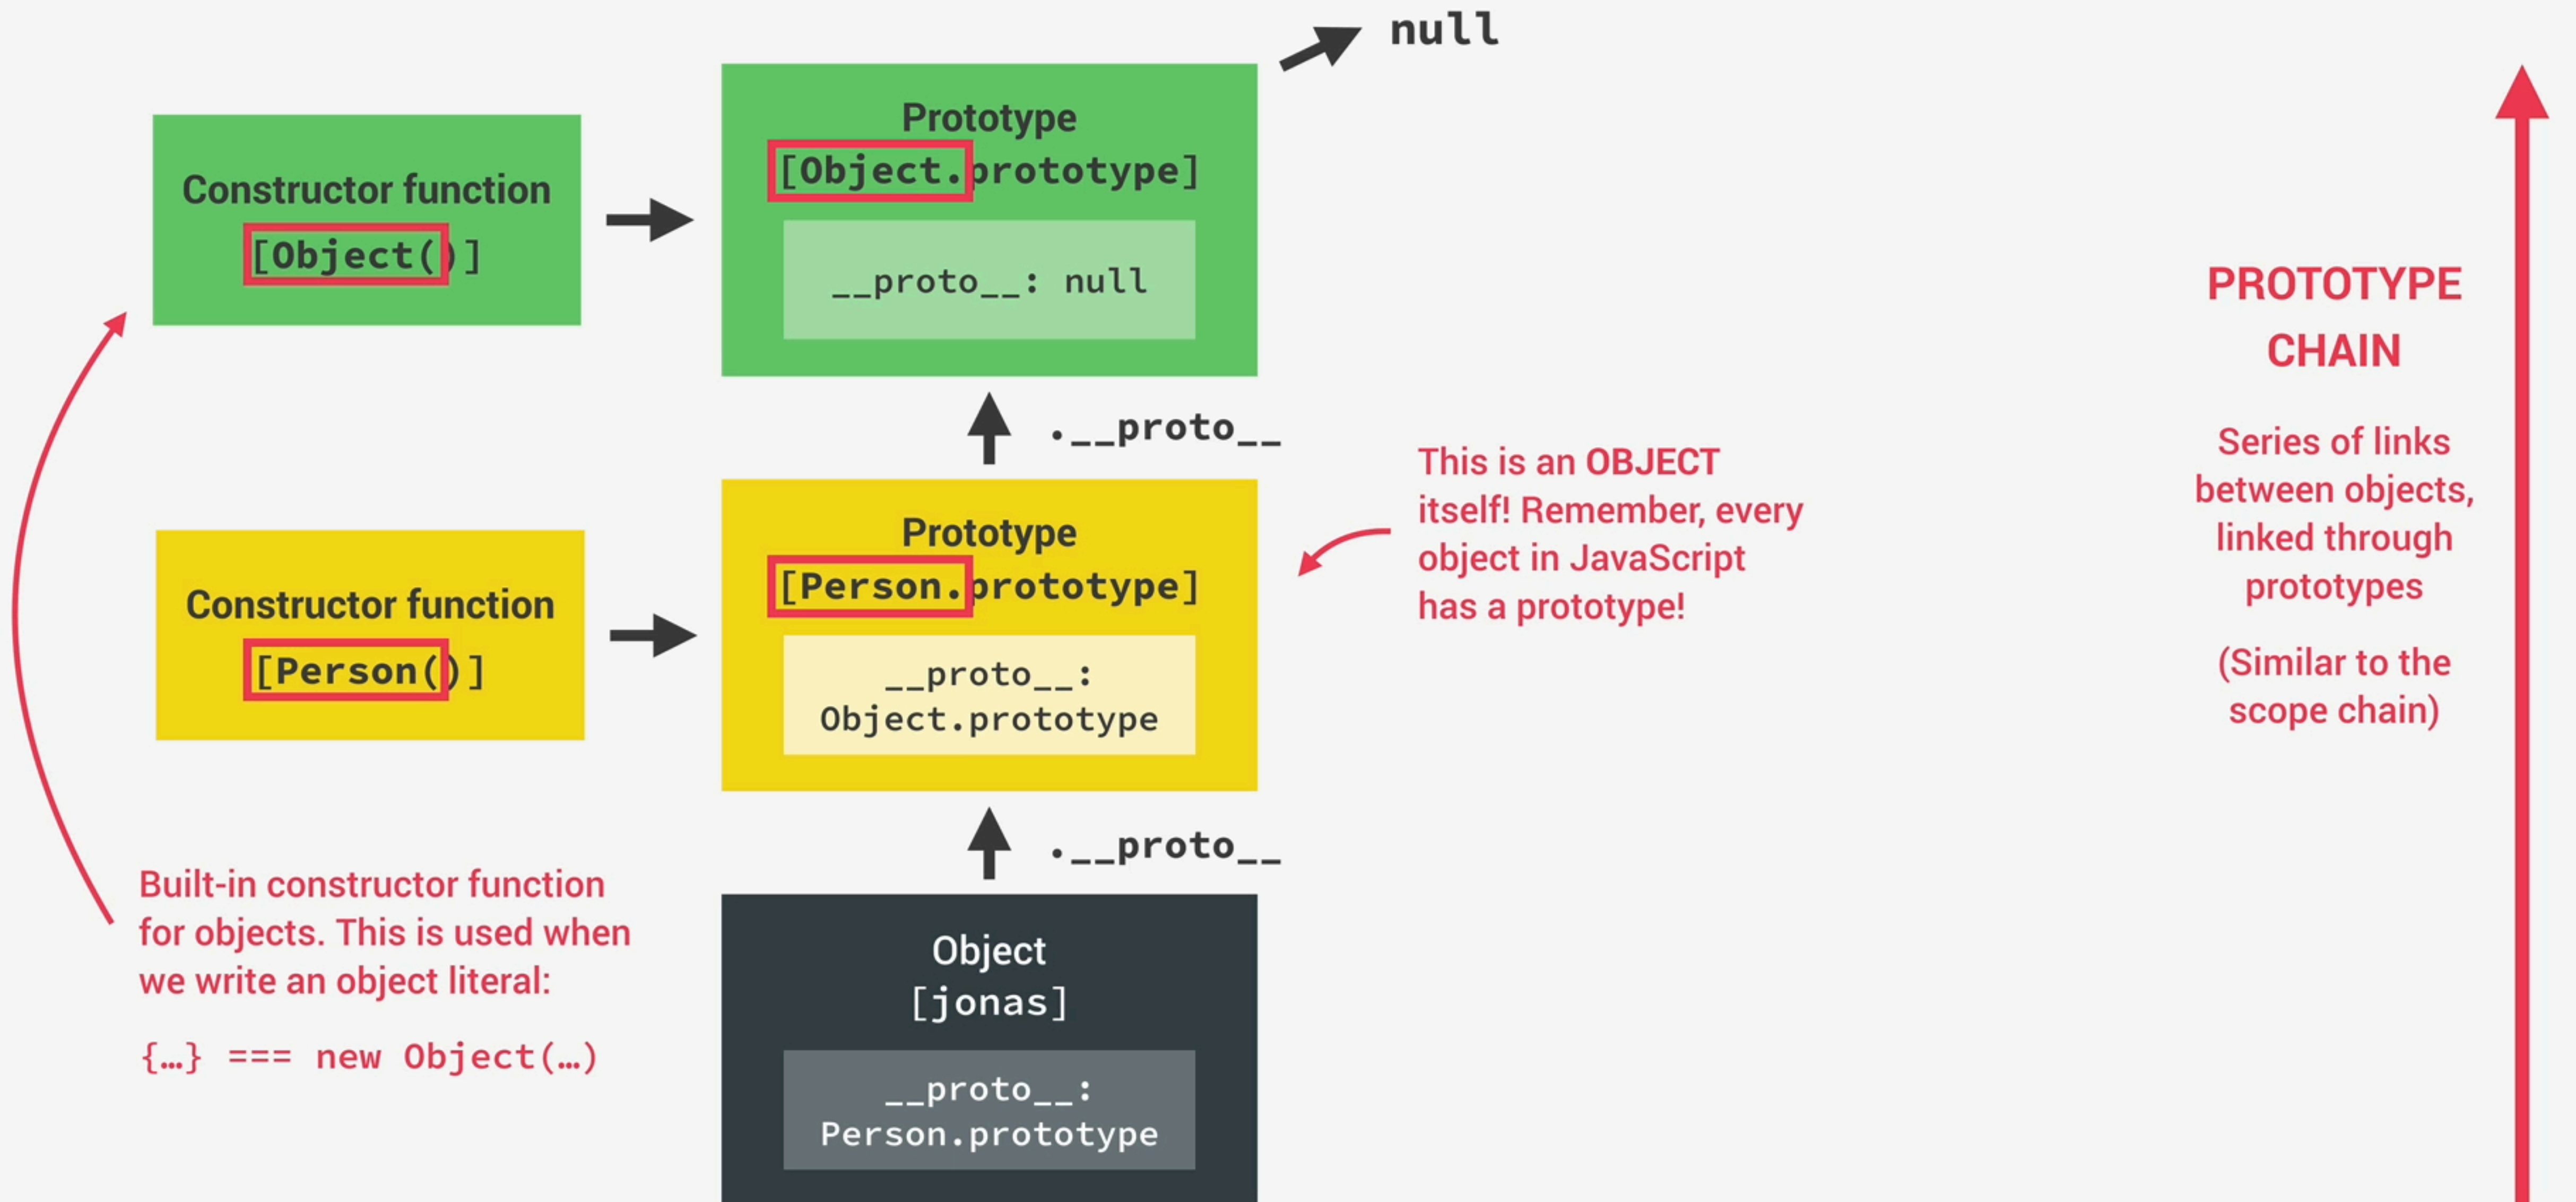 null
Constructor function
[Object()]
Prototype
[Object.prototype]
__proto__: null
.__proto__
Constructor function
[Person()]
Prototype
[Person.prototype]
__proto__:
Object.prototype
This is an OBJECT
itself! Remember, every
object in JavaScript
has a prototype!
.__proto__
Object
[jonas]
__proto__:
Person.prototype
Built-in constructor function
for objects. This is used when
we write an object literal:
{…} === new Object(…)
PROTOTYPE
CHAIN
Series of links
between objects,
linked through
prototypes
(Similar to the
scope chain)